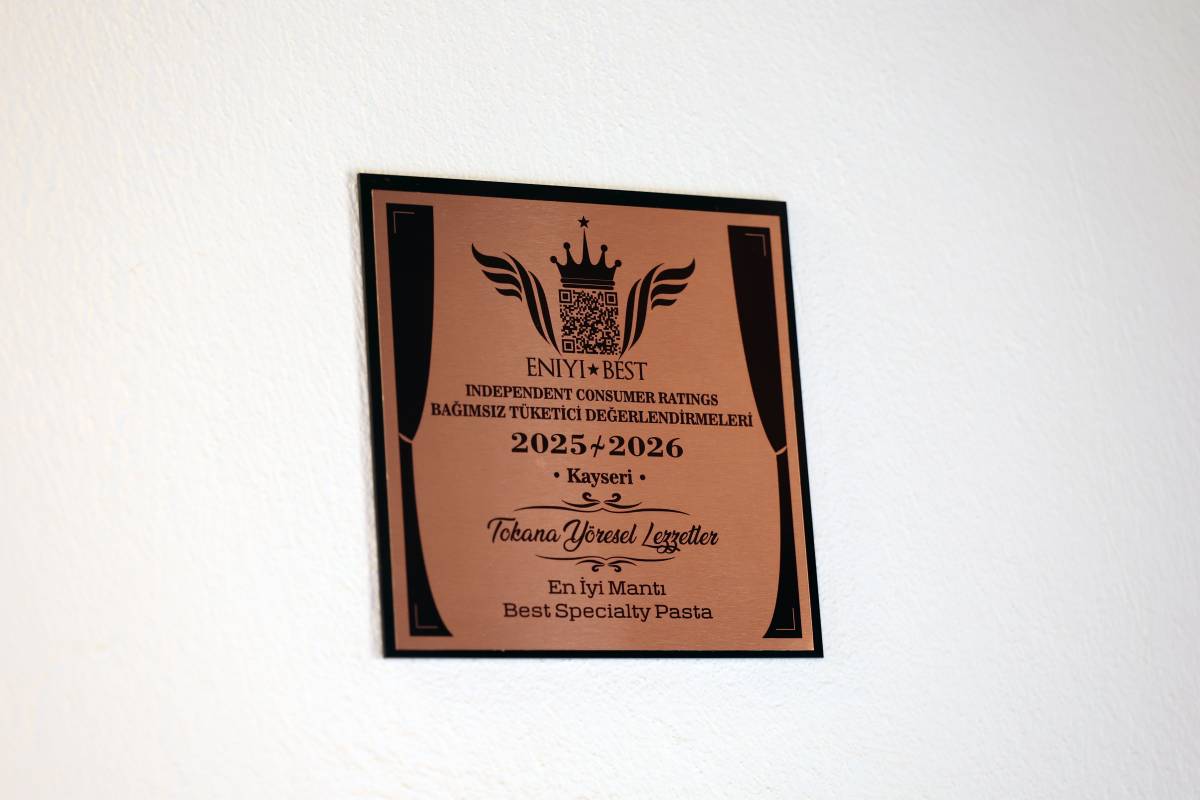 ENIYI★BEST
INDEPENDENT CONSUMER RATINGS
BAĞIMSIZ TÜKETİCİ DEĞERLENDİRMELERİ
2025/2026
• Kayseri •
Tokana Yöresel Lezzetler
En İyi Mantı
Best Specialty Pasta